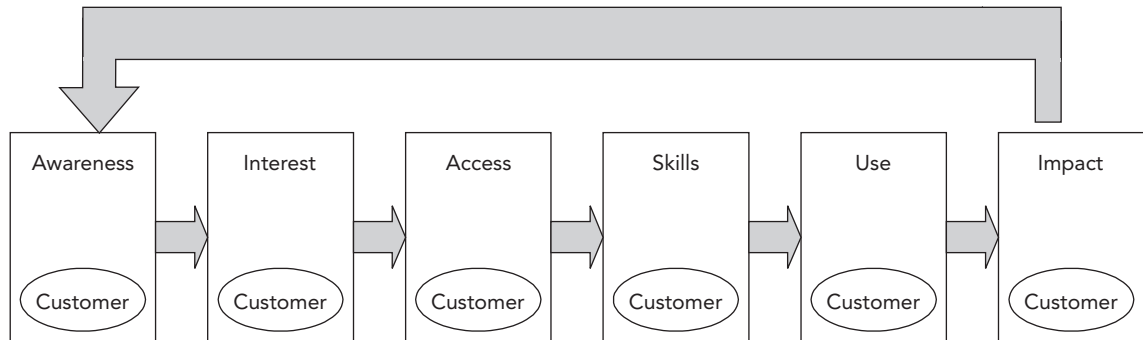 Awareness
Interest
Access
Skills
Use
Impact
Customer
Customer
Customer
Customer
Customer
Customer